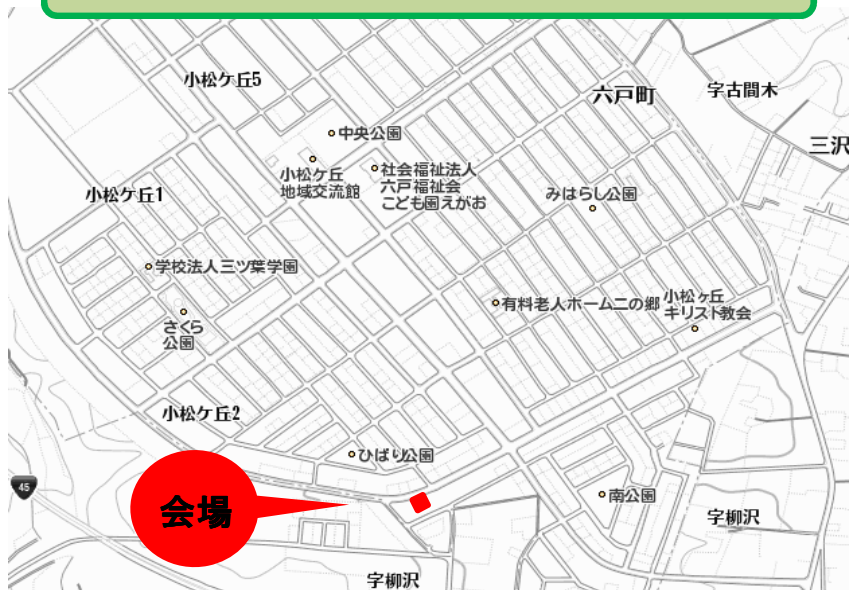 小松ケ丘5
六戸町
字古間木
中央公園
三沢
小松ケ丘
地域交流館
社会福祉法人
六戸福祉会
こども園えがお
小松ケ丘1
みはらし公園
学校法人三ツ葉学園
有料老人ホーム二の郷
小松ヶ丘
キリスト教会
さくら
公園
小松ケ丘2
ひばり公園
45
会場
南公園
字柳沢
字柳沢